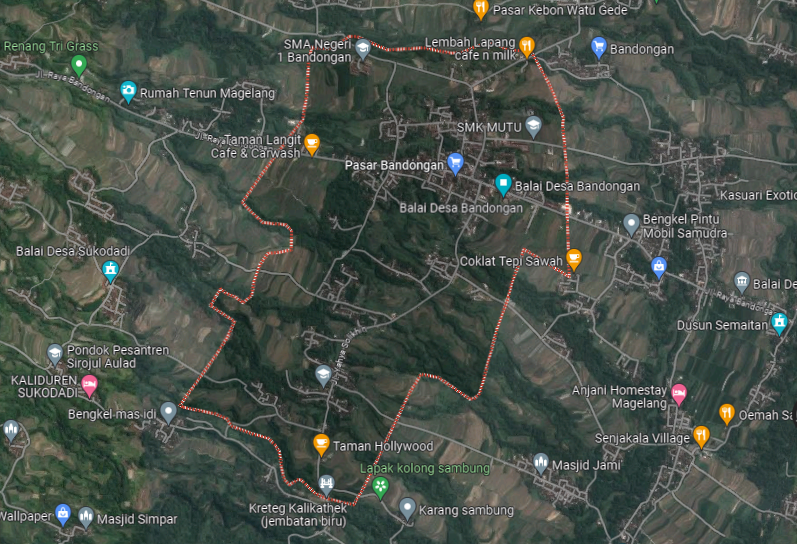 Pasar Kebon Watu Gede
Renang Tri Grass
SMA Negeri
1 Bandongan
Lembah Lapang
cafe n milk
Bandongan
Jl. Raya Bandongan
Rumah Tenun Magelang
Jl. Raya Bandongan
Taman Langit
Cafe & Carwash
SMK MUTU
Pasar Bandongan
Balai Desa Bandongan
Balai Desa Bandongan
Kasuari Exotic
Bengkel Pintu
Mobil Samudra
Balai Desa Sukodadi
Coklat Tepi Sawah
Balai De
Jl. Raya Bandongan
Dusun Semaitan
Pondok Pesantren
Sirojul Aulad
KALIDUREN,
SUKODADI
Bengkel mas idi
Anjani Homestay
Magelang
Oemah Sa
Senjakala Village
Taman Hollywood
Lapak kolong sambung
Masjid Jami
Kreteg Kalikathek
(jembatan biru)
Karang sambung
Wallpaper
Masjid Simpar